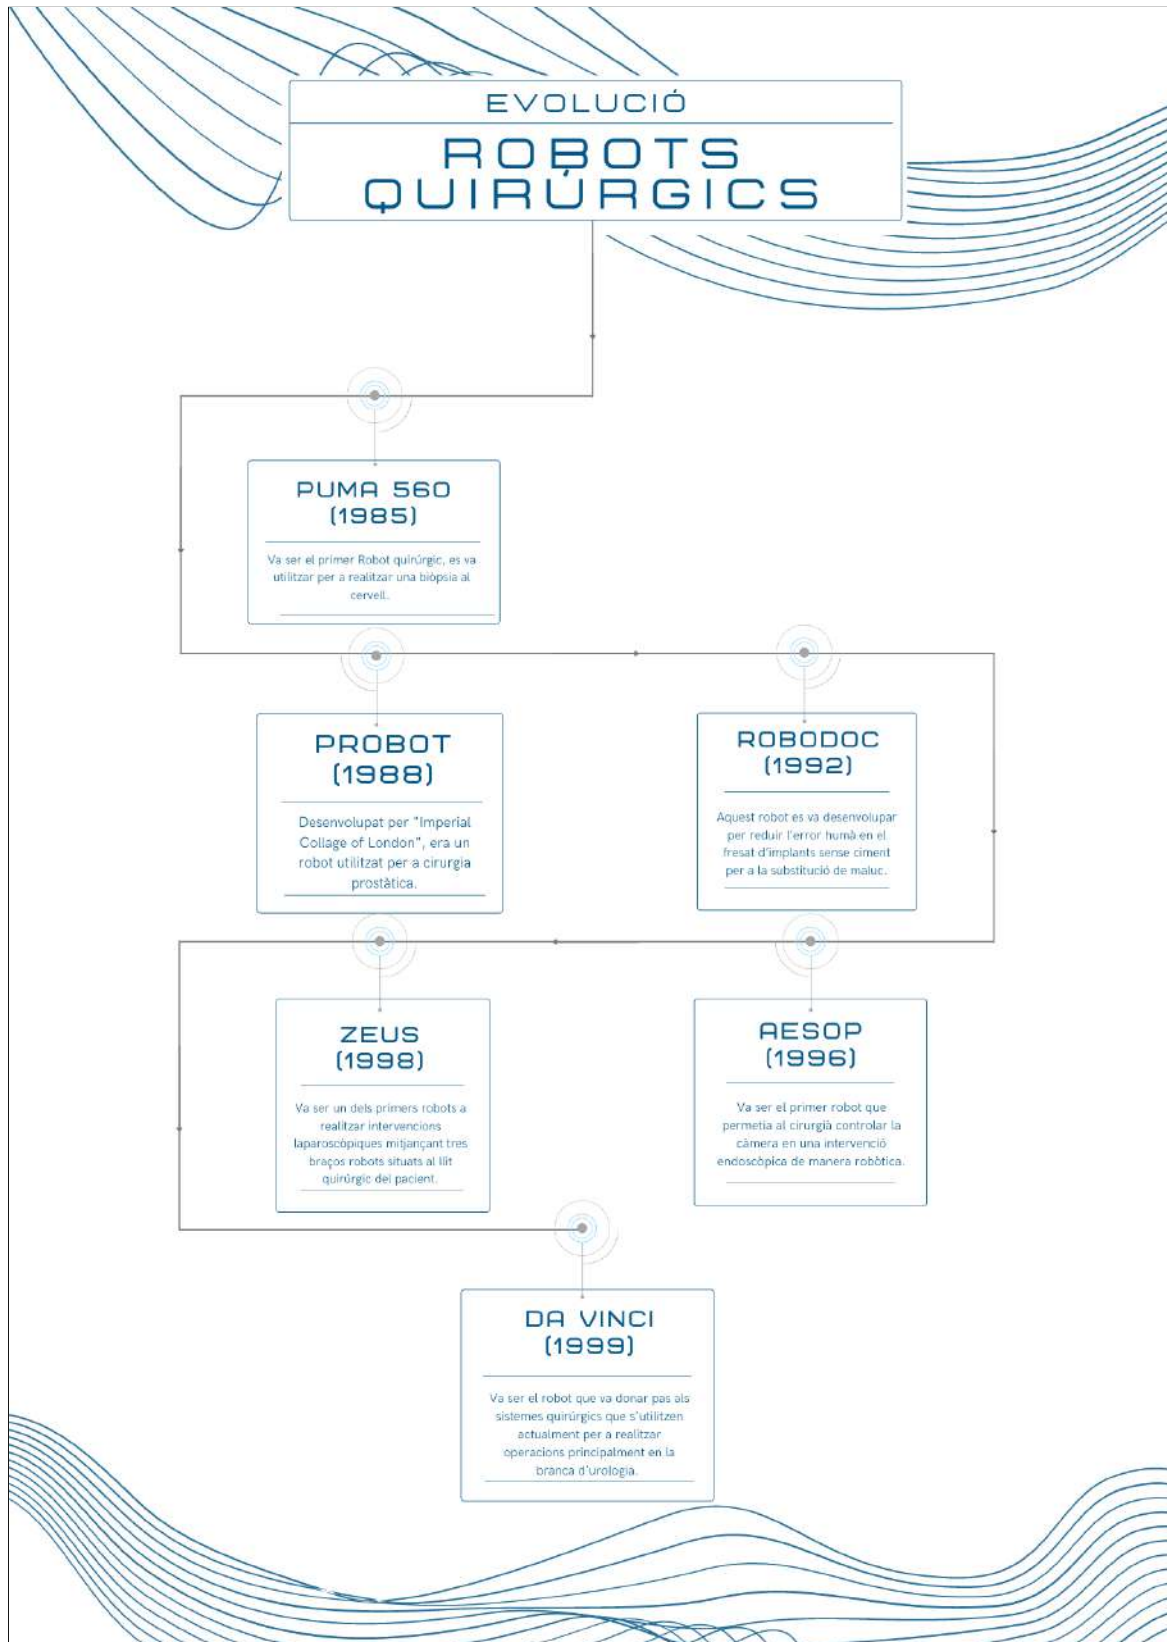 EVOLUCIÓ
ROBOTS
QUIRÚRGICS
PUMA 560
(1985)
Va ser el primer Robot quirúrgic, es va
utilitzar per a realitzar una biòpsia al
cervell.
PROBOT
(1988)
Desenvolupat per "Imperial
Collage of London", era un
robot utilitzat per a cirurgia
prostàtica.
ROBODOC
(1992)
Aquest robot es va desenvolupar
per reduir l'error humà en el
fresat d'implants sense ciment
per a la substitució de maluc.
AESOP
(1996)
Va ser el primer robot que
permetia al cirurgià controlar la
càmera en una intervenció
endoscòpica de manera robòtica.
ZEUS
(1998)
Va ser un dels primers robots a
realitzar intervencions
laparoscòpiques mitjançant tres
braços robots situats al llit
quirúrgic del pacient.
DA VINCI
(1999)
Va ser el robot que va donar pas als
sistemes quirúrgics que s'utilitzen
actualment per a realitzar
operacions principalment en la
branca d'urologia.